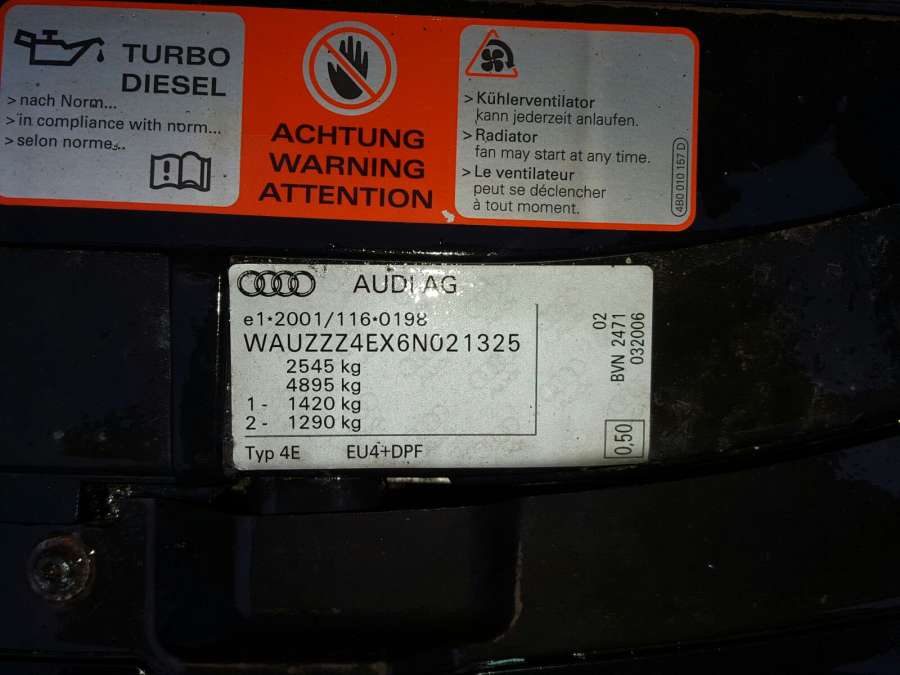 TURBO
DIESEL
> nach Norm...
> in compliance with norm...
> selon norme...
ACHTUNG
WARNING
ATTENTION
> Kühlerventilator
kann jederzeit anlaufen.
> Radiator
fan may start at any time.
> Le ventilateur
peut se déclencher
à tout moment.
4B0 010 157 D
AUDI AG
e1*2001/116*0198
WAUZZZ4EX6N021325
2545 kg
4895 kg
1- 1420 kg
2- 1290 kg
Typ 4E EU4+DPF
02
BVN 2471
032006
0,50